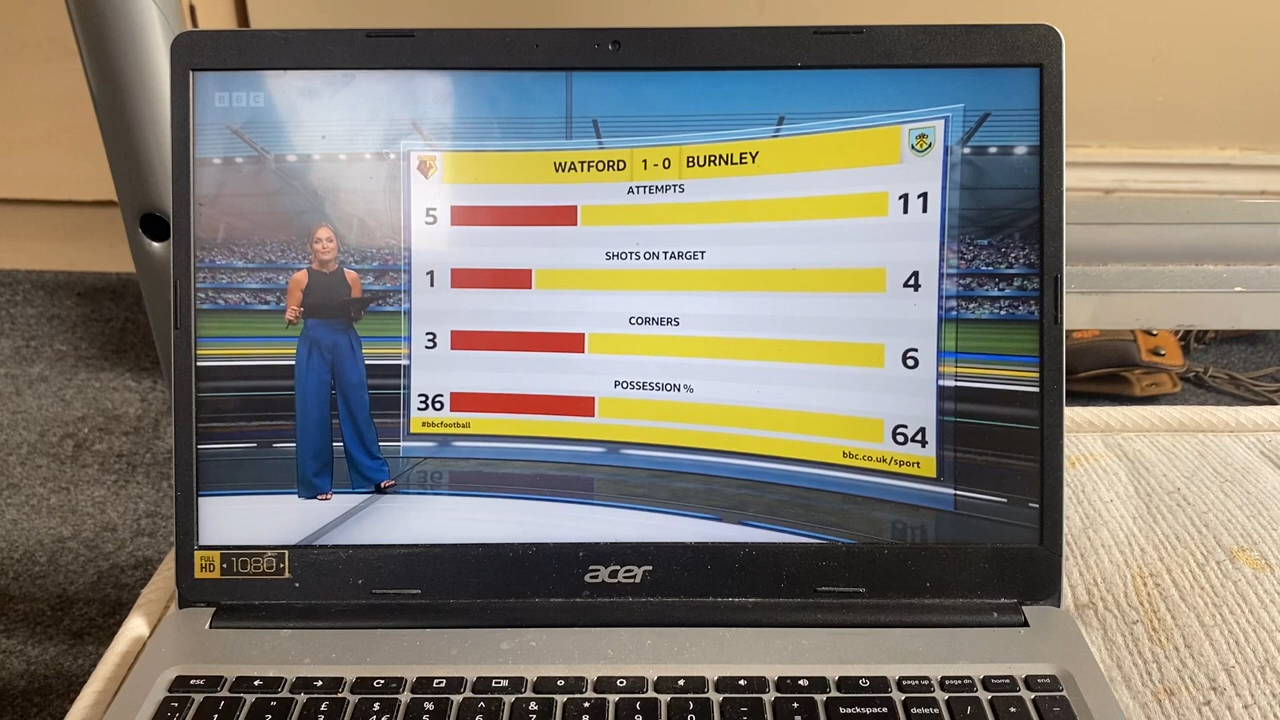 BBC
WATFORD 1 - 0 BURNLEY
ATTEMPTS
5 11
SHOTS ON TARGET
1 4
CORNERS
3 6
POSSESSION %
36 64
#bbcfootball
bbc.co.uk/sport
FULL HD 1080
acer
esc page up page dn home end
! " £ $ % ^ & * ( ) _ + backspace delete / * -